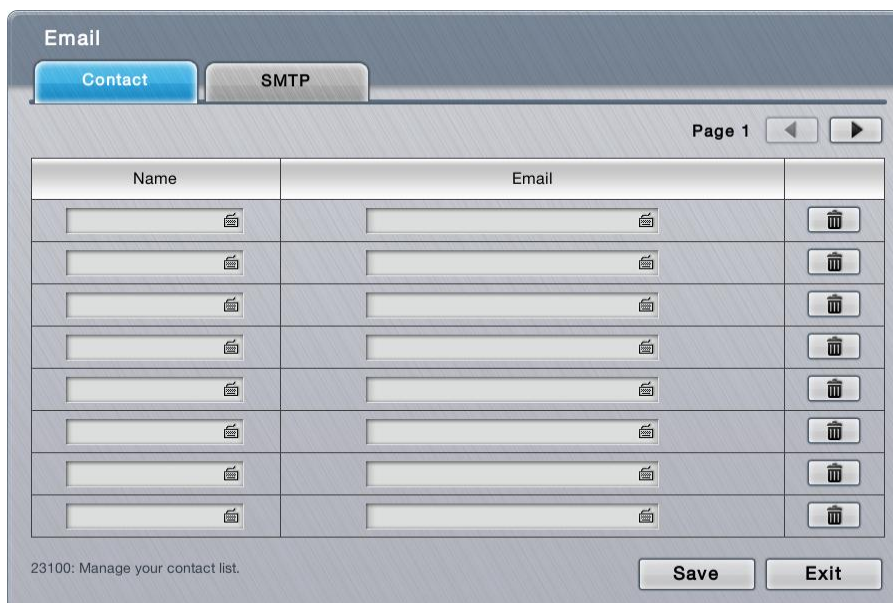 Email
Contact SMTP
Page 1
Name Email
23100: Manage your contact list.
Save Exit